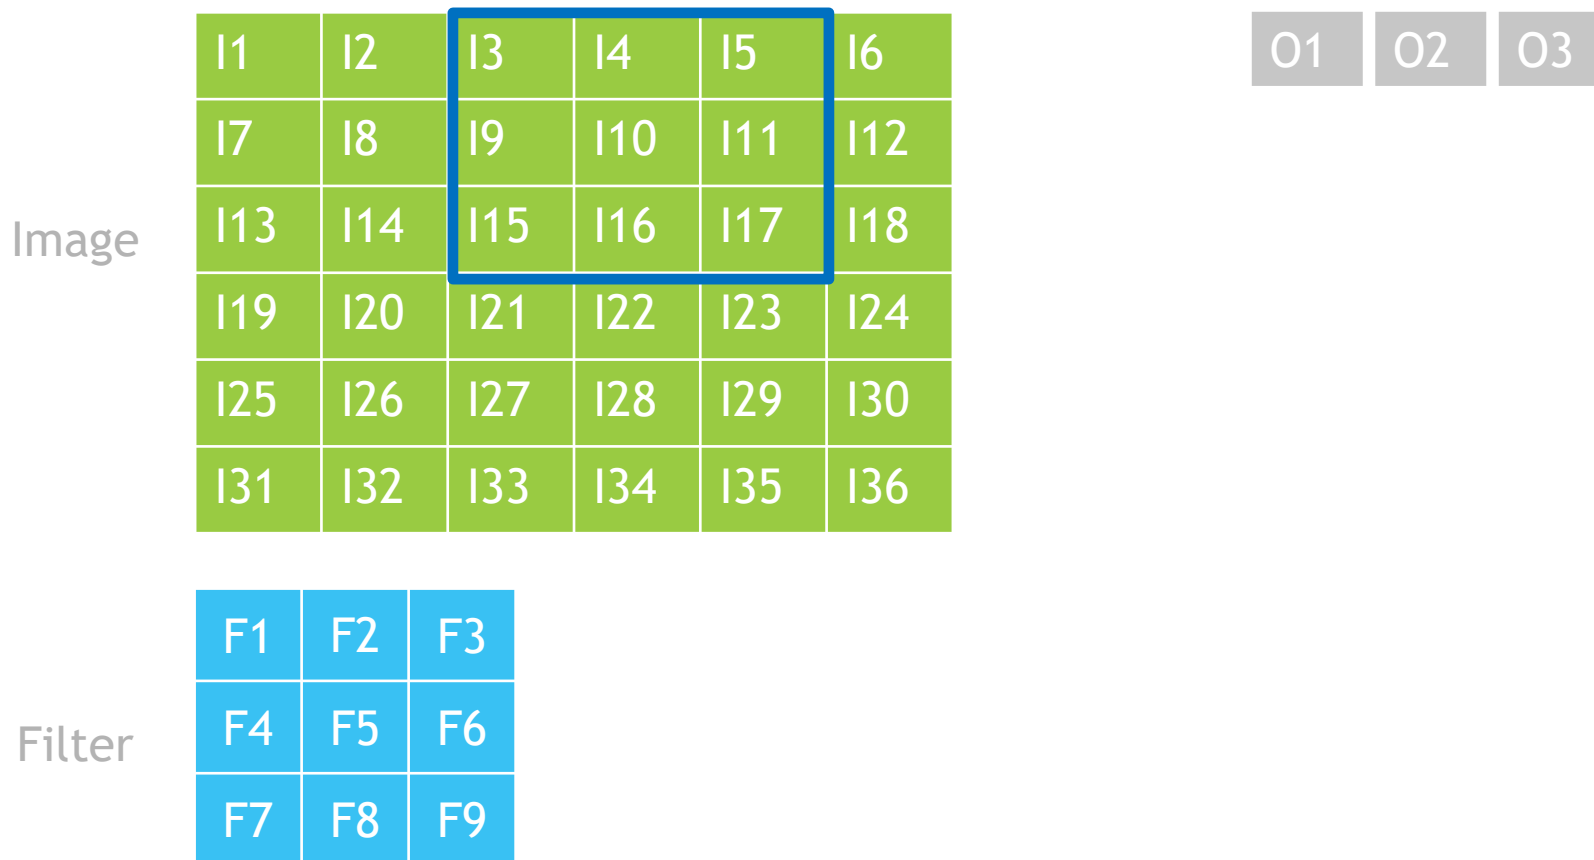 I1 I2 I3 I4 I5 I6 O1 O2 O3
I7 I8 I9 I10 I11 I12
Image I13 I14 I15 I16 I17 I18
I19 I20 I21 I22 I23 I24
I25 I26 I27 I28 I29 I30
I31 I32 I33 I34 I35 I36
F1 F2 F3
Filter F4 F5 F6
F7 F8 F9